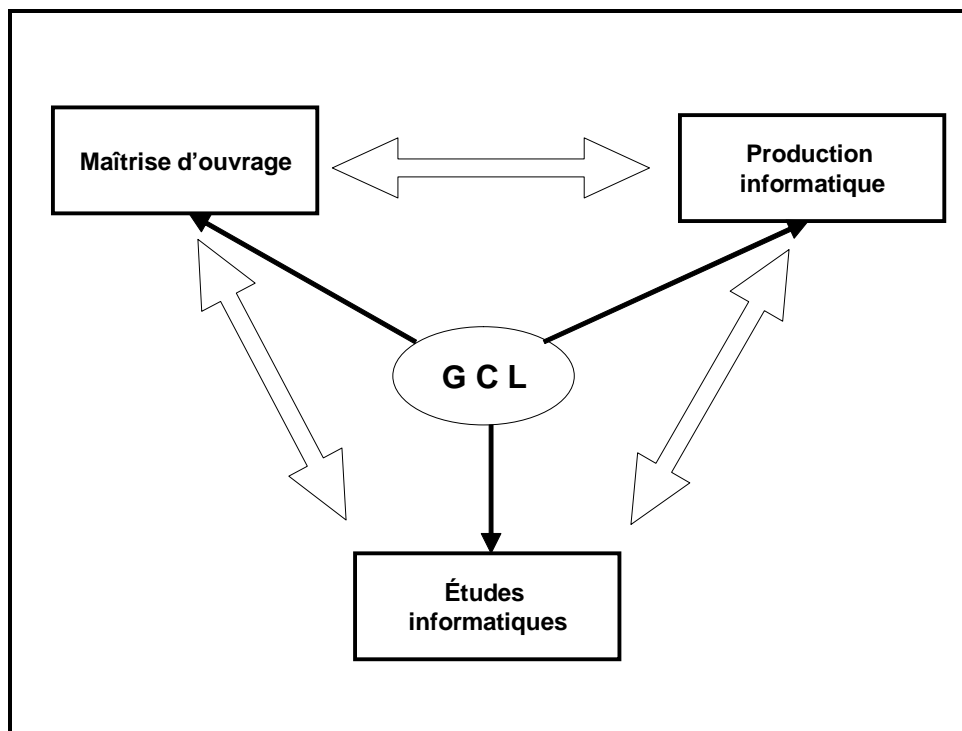 Maîtrise d'ouvrage
Production
informatique
G C L
Études
informatiques